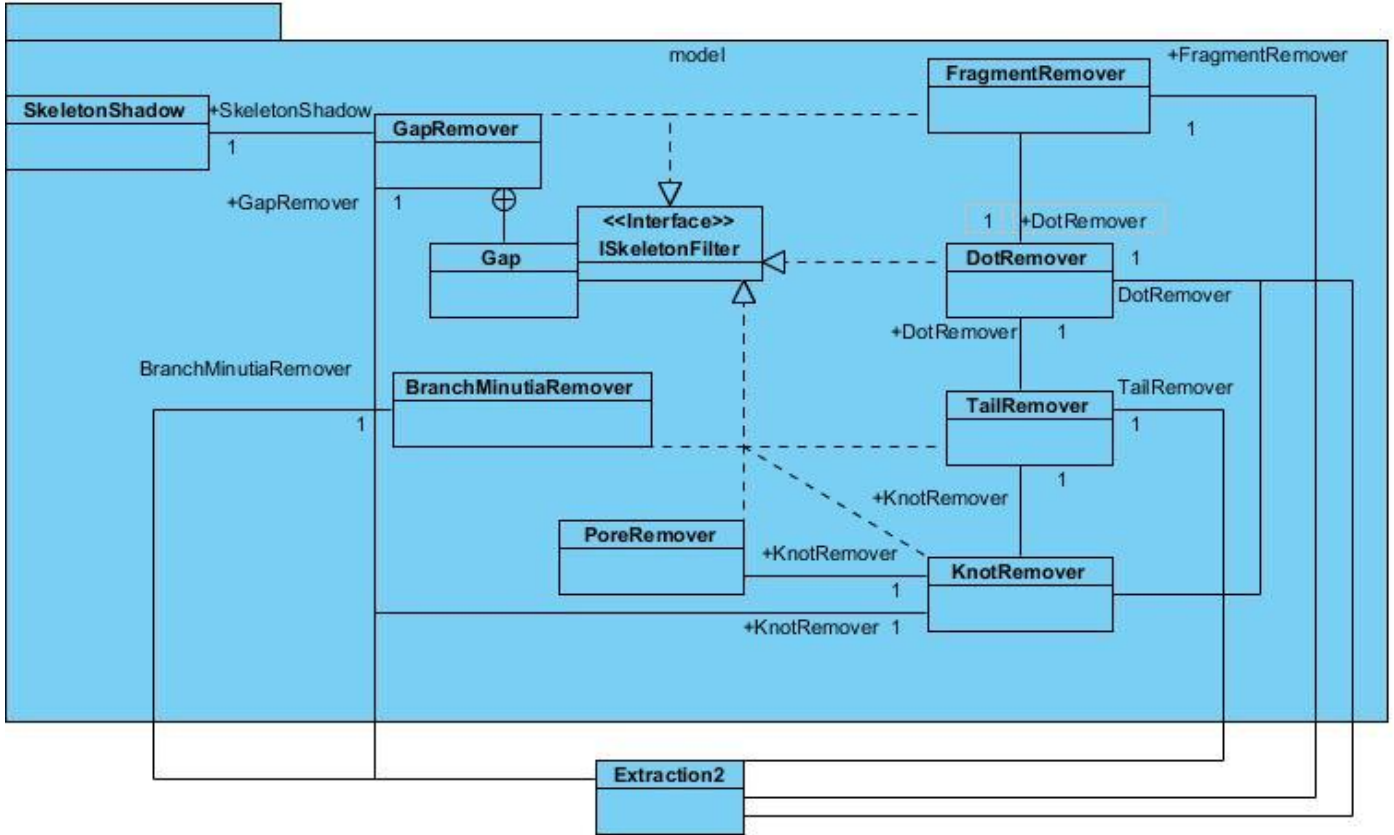 model
+FragmentRemover
FragmentRemover
1
SkeletonShadow
+SkeletonShadow
1
GapRemover
+GapRemover
1
<<Interface>>
ISkeletonFilter
1
+DotRemover
Gap
DotRemover
1
DotRemover
+DotRemover
1
BranchMinutiaRemover
BranchMinutiaRemover
1
TailRemover
TailRemover
1
1
+KnotRemover
PoreRemover
+KnotRemover
1
KnotRemover
+KnotRemover 1
Extraction2